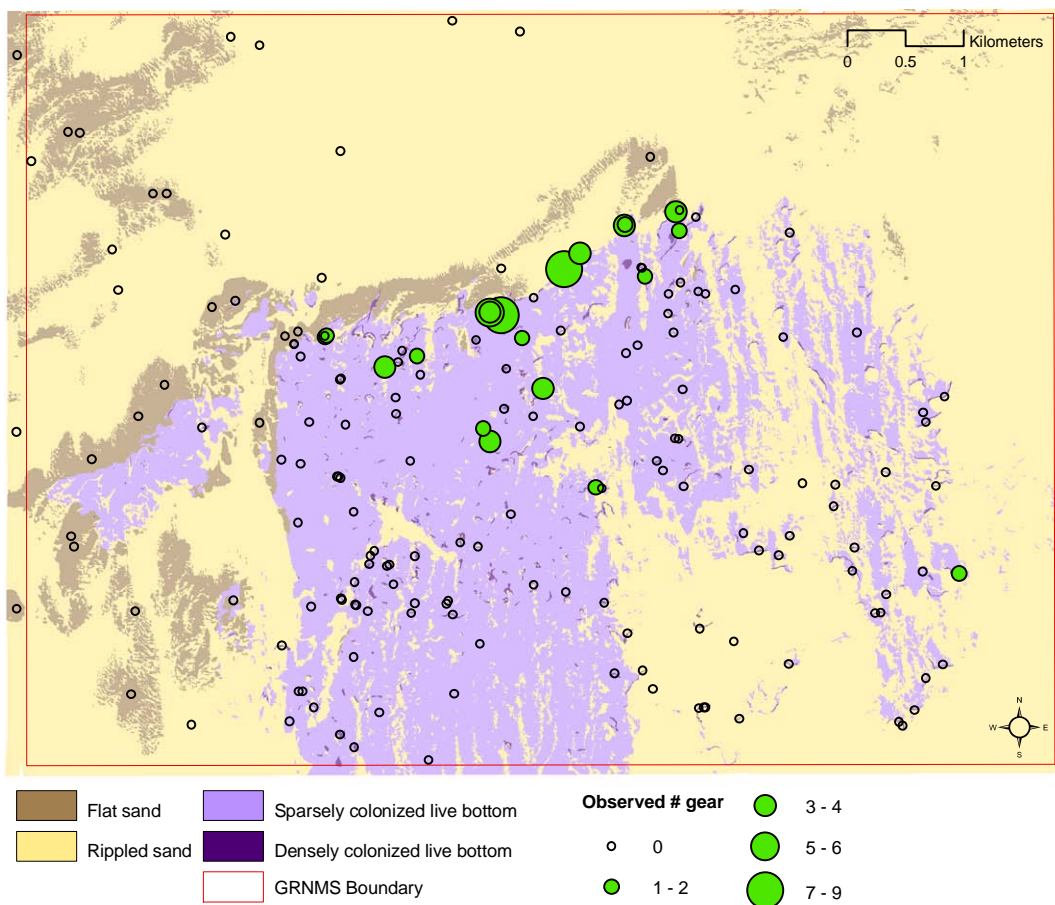 Kilometers
0 0.5 1
N
W E
S
Flat sand
Rippled sand
Sparsely colonized live bottom
Densely colonized live bottom
GRNMS Boundary
Observed # gear
0
1 - 2
3 - 4
5 - 6
7 - 9